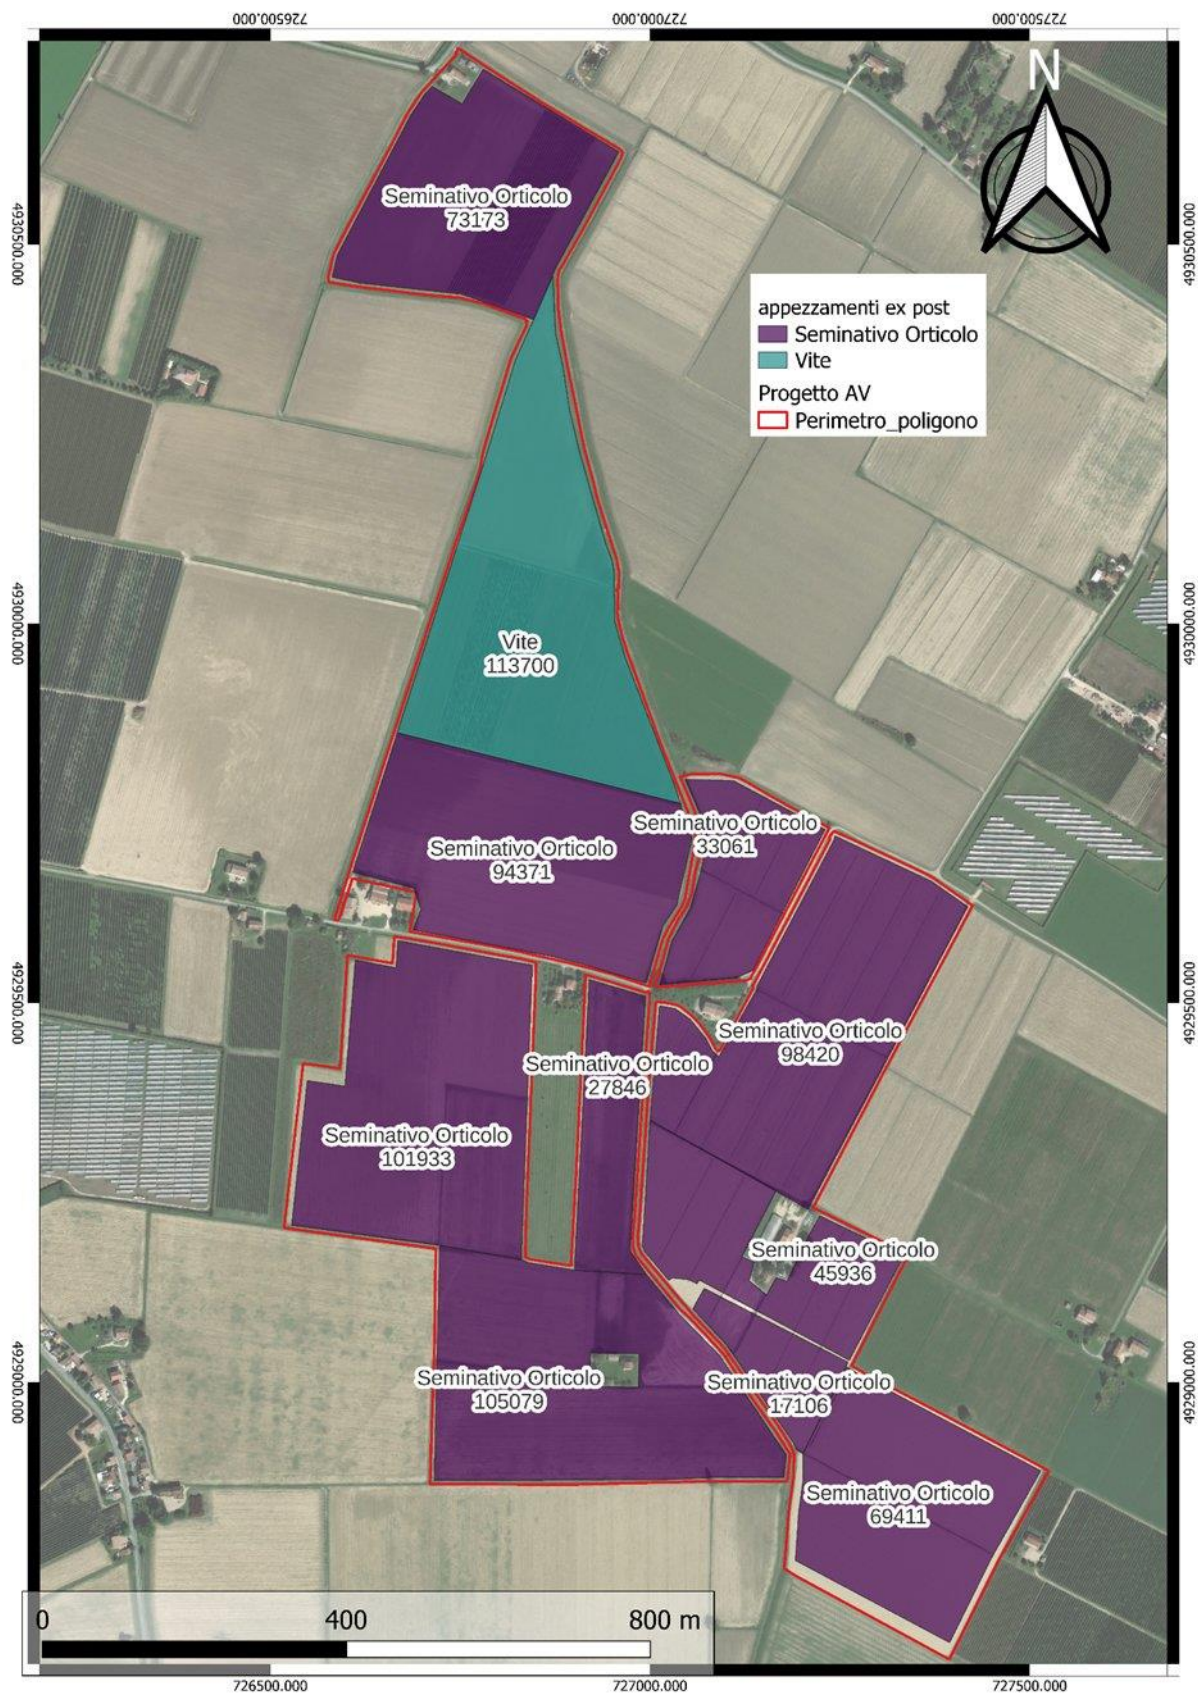 726500.000
727000.000
727500.000
N
4930500.000
4930500.000
Seminativo Orticolo
73173
appezzamenti ex post
Seminativo Orticolo
Vite
Progetto AV
Perimetro_poligono
4930000.000
4930000.000
Vite
113700
Seminativo Orticolo
33061
Seminativo Orticolo
94371
4929500.000
4929500.000
Seminativo Orticolo
98420
Seminativo Orticolo
27846
Seminativo Orticolo
101933
Seminativo Orticolo
45936
4929000.000
4929000.000
Seminativo Orticolo
105079
Seminativo Orticolo
17106
Seminativo Orticolo
69411
0 400 800 m
726500.000
727000.000
727500.000